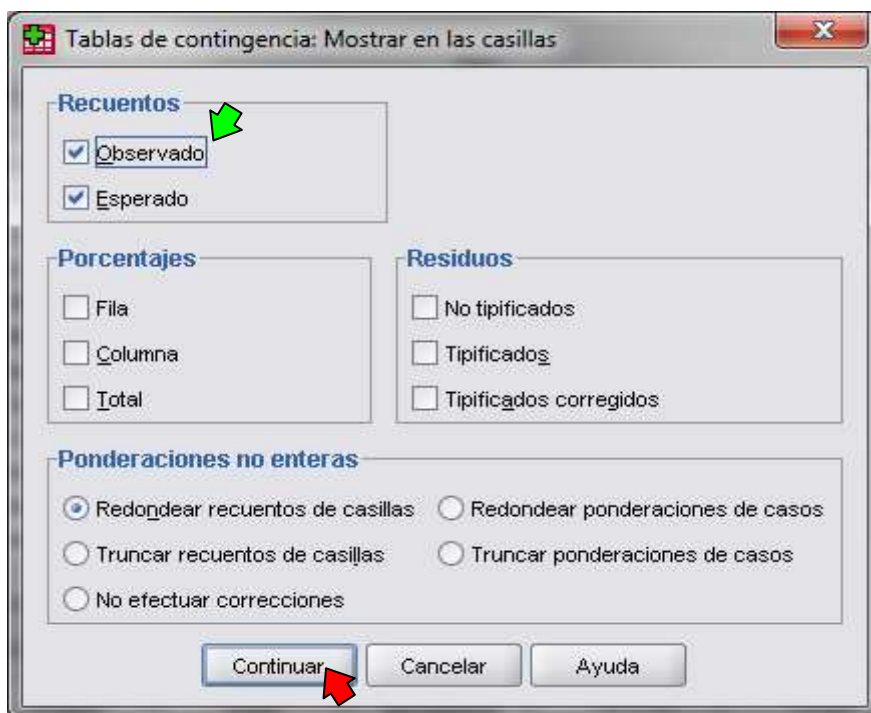 Tablas de contingencia: Mostrar en las casillas
Recuentos
Observado
Esperado
Porcentajes
Fila
Columna
Total
Residuos
No tipificados
Tipificados
Tipificados corregidos
Ponderaciones no enteras
Redondear recuentos de casillas
Redondear ponderaciones de casos
Truncar recuentos de casillas
Truncar ponderaciones de casos
No efectuar correcciones
Continuar
Cancelar
Ayuda